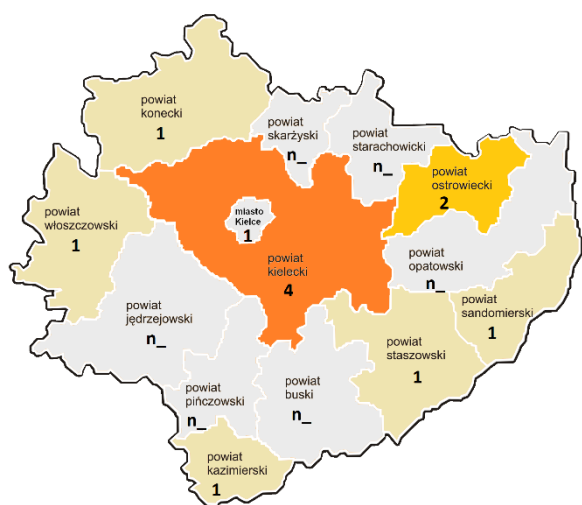 powiat
konecki
1
powiat
skarżyski
n_
powiat
starachowicki
n_
powiat
ostrowiecki
2
powiat
włoszczowski
1
miasto
Kielce
1
powiat
kielecki
4
powiat
opatowski
n_
powiat
sandomierski
1
powiat
jędrzejowski
n_
powiat
staszowski
1
powiat
pińczowski
n_
powiat
buski
n_
powiat
kazimierski
1